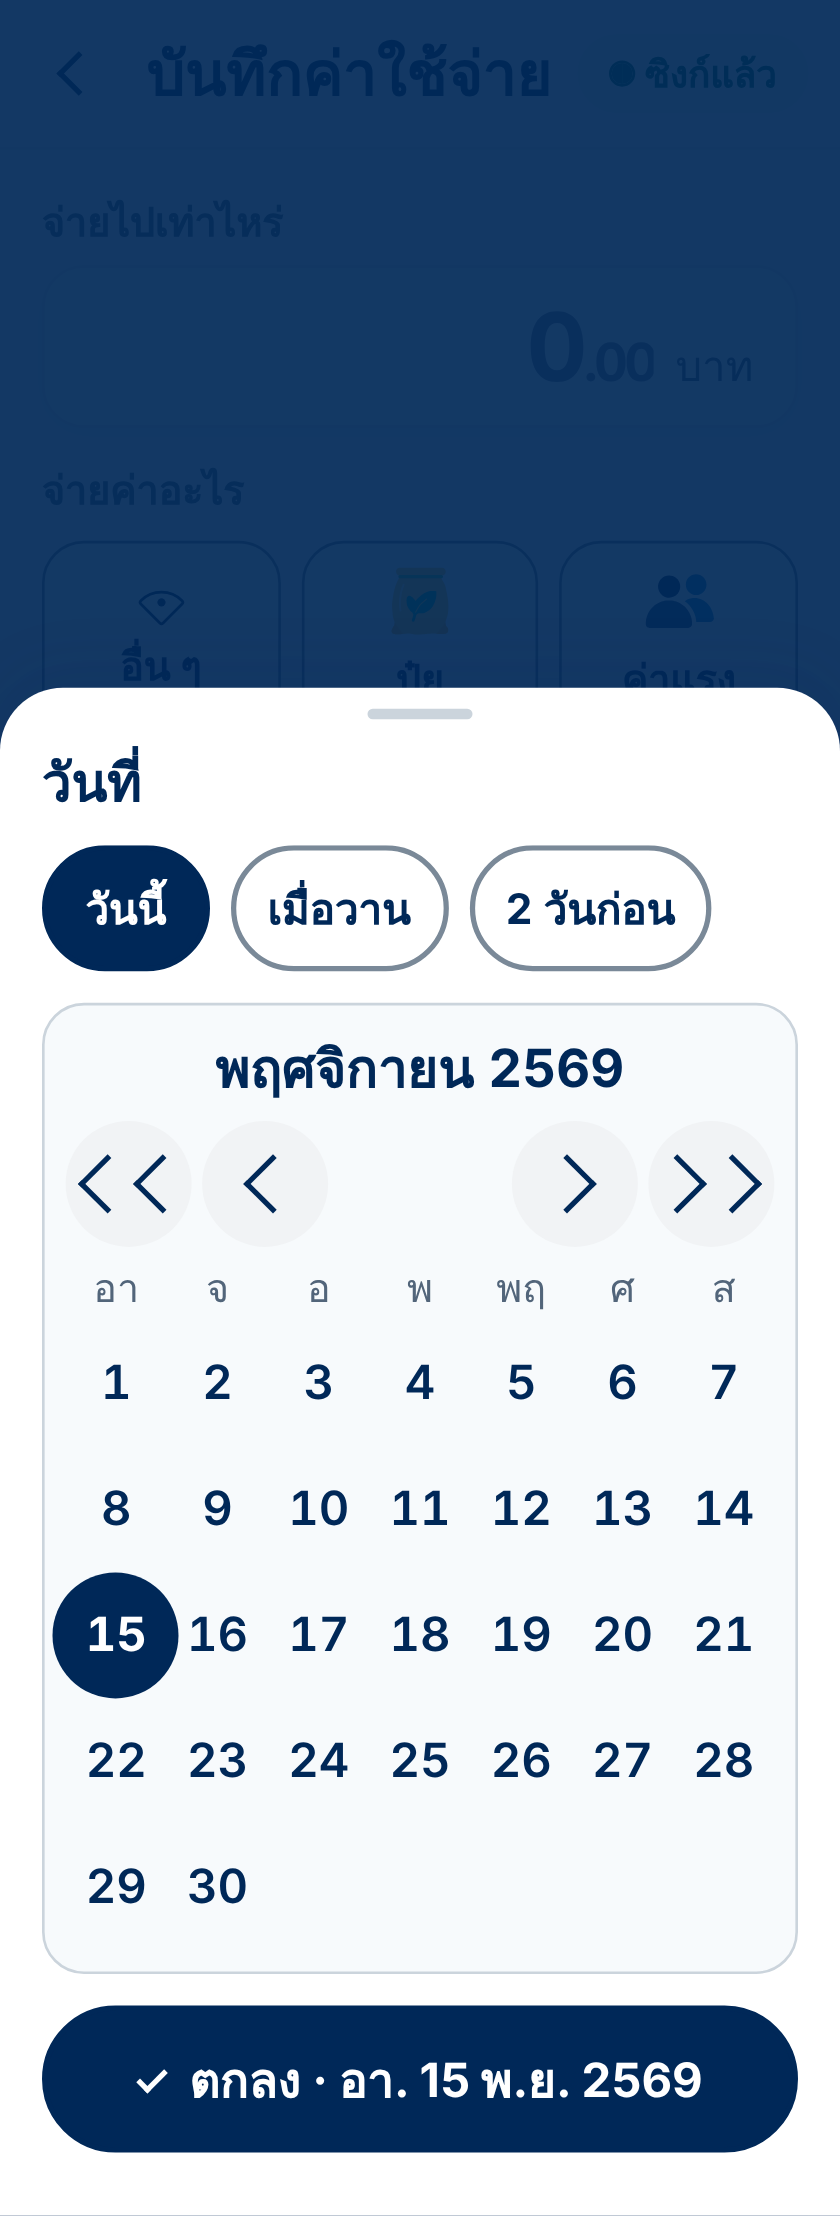 บันทึกค่าใช้จ่าย ซิงก์แล้ว
จ่ายไปเท่าไหร่
0.00 บาท
จ่ายค่าอะไร
อื่น ๆ ปุ๋ย ค่าแรง
วันที่
วันนี้ เมื่อวาน 2 วันก่อน
พฤศจิกายน 2569
อา จ อ พ พฤ ศ ส
1 2 3 4 5 6 7
8 9 10 11 12 13 14
15 16 17 18 19 20 21
22 23 24 25 26 27 28
29 30
ตกลง · อา. 15 พ.ย. 2569